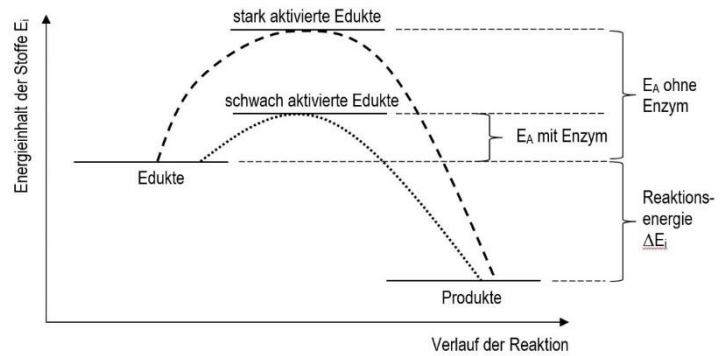 Energieinhalt der Stoffe Ei
stark aktivierte Edukte
schwach aktivierte Edukte
EA ohne
Enzym
EA mit Enzym
Edukte
Reaktions-
energie
ΔEi
Produkte
Verlauf der Reaktion